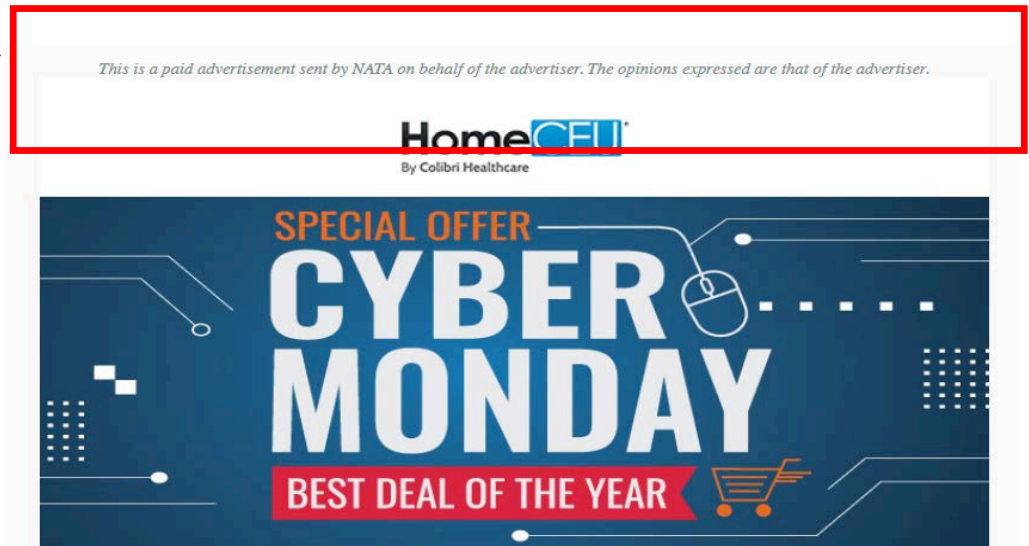 This is a paid advertisement sent by NATA on behalf of the advertiser. The opinions expressed are that of the advertiser.
HomeCEU
By Colibri Healthcare
SPECIAL OFFER
CYBER
MONDAY
BEST DEAL OF THE YEAR